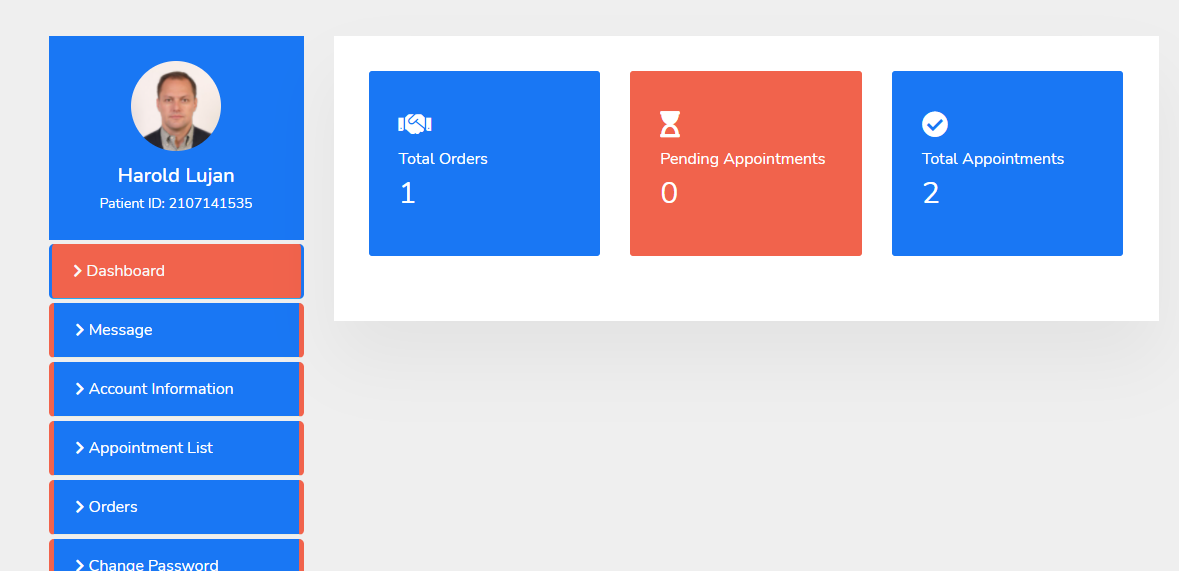 Harold Lujan
Patient ID: 2107141535
Dashboard
Message
Account Information
Appointment List
Orders
Change Password
Total Orders
1
Pending Appointments
0
Total Appointments
2